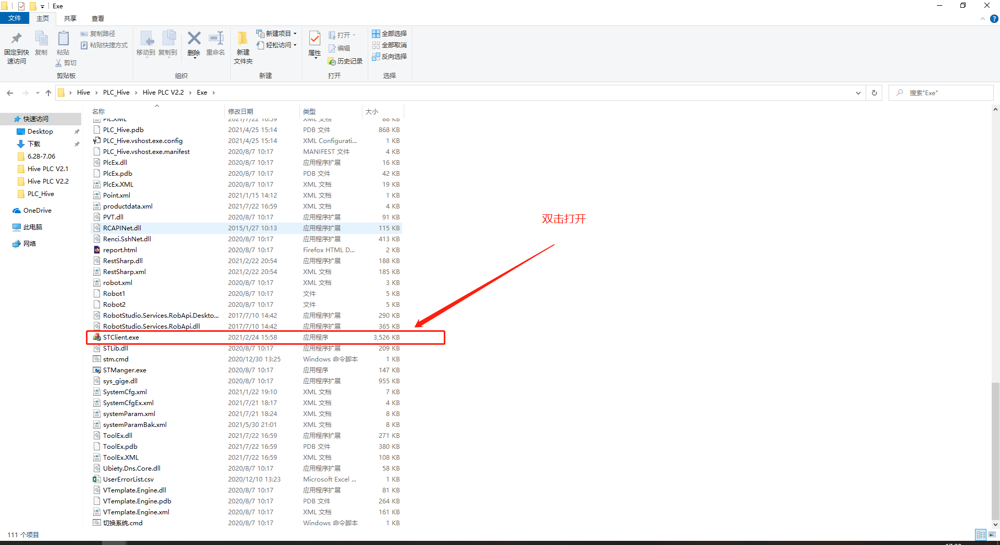 Exe
文件 主页 共享 查看
固定到快速访问
复制
粘贴
复制路径
粘贴快捷方式
剪切
剪贴板
移动到
复制到
删除
重命名
组织
新建文件夹
新建项目
轻松访问
新建
属性
打开
编辑
历史记录
打开
全部选择
全部取消
反向选择
选择
Hive › PLC_Hive › Hive PLC V2.2 › Exe ›
搜索"Exe"
快速访问
Desktop
下载
6.28-7.06
Hive PLC V2.1
Hive PLC V2.2
PLC_Hive
OneDrive
此电脑
网络
名称 修改日期 类型 大小
Plc.XML 2021/7/22 16:59 XML 文档 88 KB
PLC_Hive.pdb 2021/4/25 15:14 PDB 文件 868 KB
PLC_Hive.vshost.exe.config 2021/4/25 15:14 XML Configurati... 1 KB
PLC_Hive.vshost.exe.manifest 2020/8/7 10:17 MANIFEST 文件 4 KB
PlcEx.dll 2020/8/7 10:17 应用程序扩展 16 KB
PlcEx.pdb 2020/8/7 10:17 PDB 文件 42 KB
PlcEx.XML 2020/8/7 10:17 XML 文档 19 KB
Point.xml 2021/1/15 14:12 XML 文档 1 KB
productdata.xml 2021/7/22 16:59 XML 文档 4 KB
PVT.dll 2020/8/7 10:17 应用程序扩展 91 KB
RCAPINet.dll 2015/1/27 10:13 应用程序扩展 115 KB
Renci.SshNet.dll 2020/8/7 10:17 应用程序扩展 413 KB
report.html 2020/8/7 10:17 Firefox HTML D... 2 KB
RestSharp.dll 2021/2/22 20:54 应用程序扩展 188 KB
RestSharp.xml 2021/2/22 20:54 XML 文档 185 KB
robot.xml 2020/8/7 10:17 XML 文档 3 KB
Robot1 2020/8/7 10:17 文件 5 KB
Robot2 2020/8/7 10:17 文件 5 KB
RobotStudio.Services.RobApi.Deskto... 2017/7/10 14:42 应用程序扩展 290 KB
RobotStudio.Services.RobApi.dll 2017/7/10 14:42 应用程序扩展 365 KB
STClient.exe 2021/2/24 15:58 应用程序 3,526 KB
STLib.dll 2020/8/7 10:17 应用程序扩展 209 KB
stm.cmd 2020/12/30 13:25 Windows 命令脚本 1 KB
STManger.exe 2020/8/7 10:17 应用程序 147 KB
sys_gige.dll 2020/8/7 10:17 应用程序扩展 955 KB
SystemCfg.xml 2021/1/22 19:10 XML 文档 7 KB
SystemCfgEx.xml 2021/7/21 18:17 XML 文档 4 KB
systemParam.xml 2021/7/21 18:24 XML 文档 8 KB
systemParamBak.xml 2021/5/30 21:01 XML 文档 8 KB
ToolEx.dll 2021/7/22 16:59 应用程序扩展 271 KB
ToolEx.pdb 2021/7/22 16:59 PDB 文件 380 KB
ToolEx.XML 2021/7/22 16:59 XML 文档 108 KB
Ubiety.Dns.Core.dll 2020/8/7 10:17 应用程序扩展 58 KB
UserErrorList.csv 2020/12/10 13:23 Microsoft Excel ... 1 KB
VTemplate.Engine.dll 2020/8/7 10:17 应用程序扩展 81 KB
VTemplate.Engine.pdb 2020/8/7 10:17 PDB 文件 264 KB
VTemplate.Engine.xml 2020/8/7 10:17 XML 文档 161 KB
切换系统.cmd 2020/8/7 10:17 Windows 命令脚本 1 KB
双击打开
111 个项目